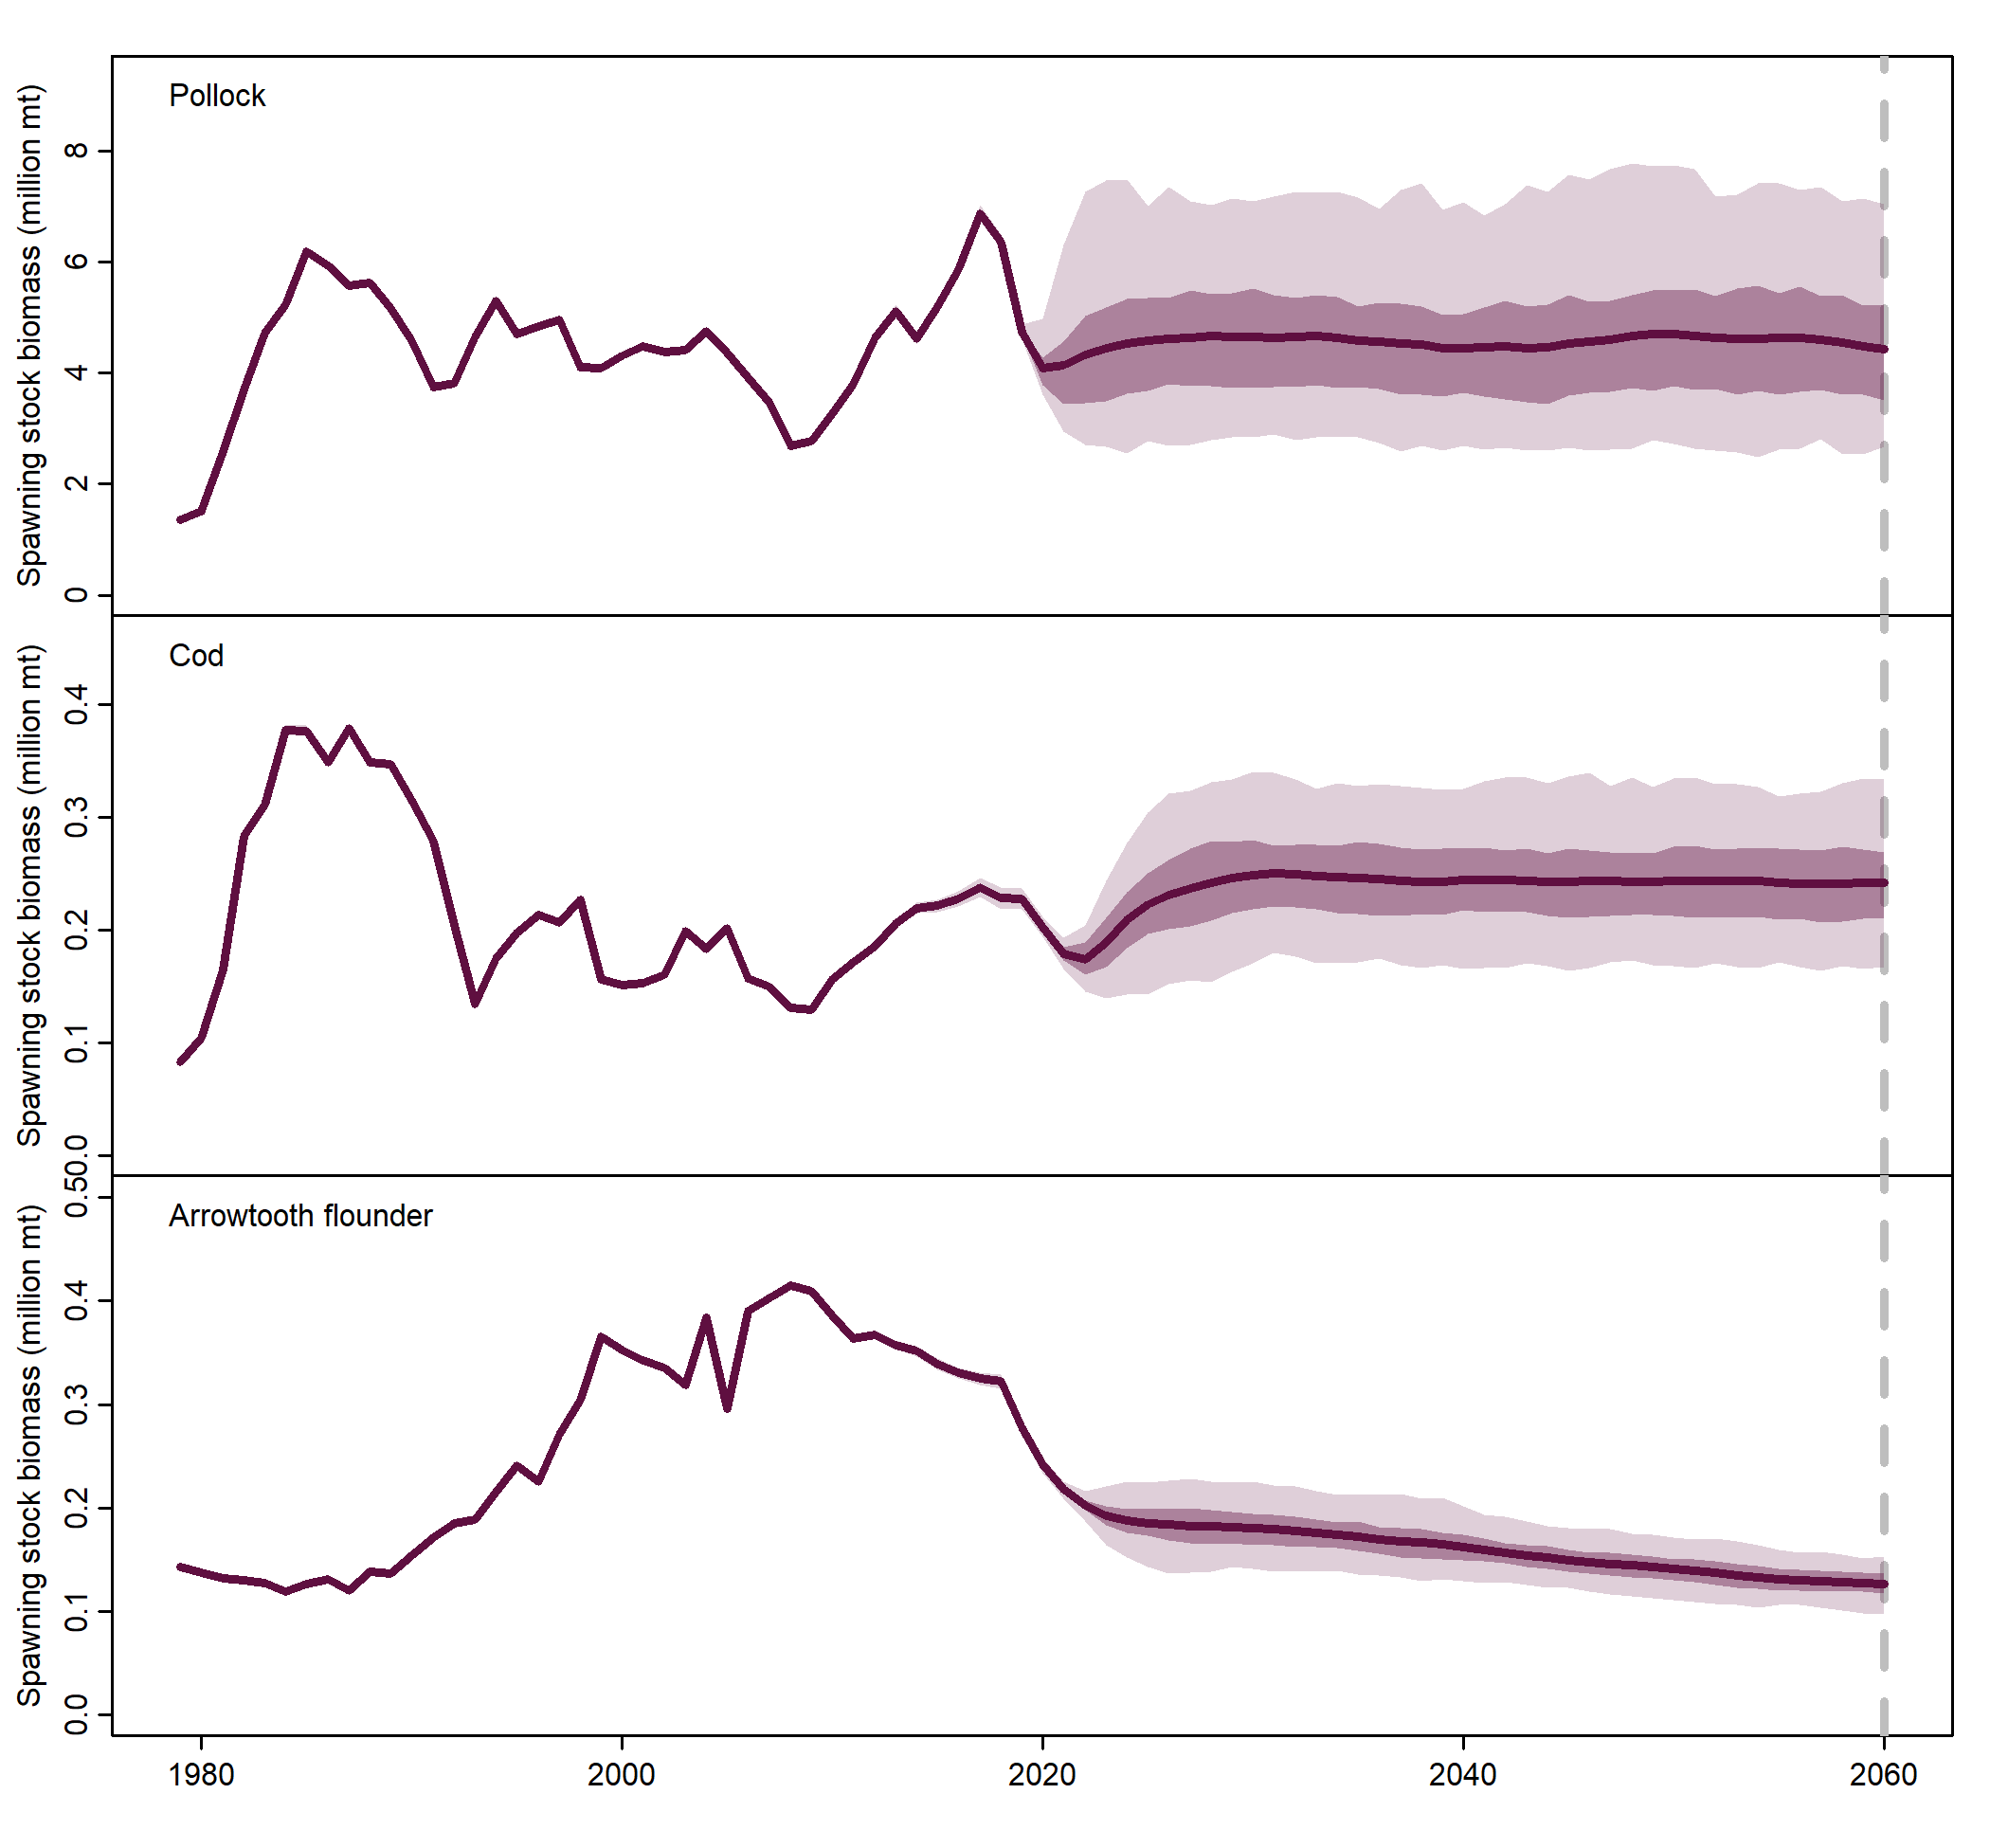 Pollock
Spawning stock biomass (million mt)
8
6
4
2
0
Cod
Spawning stock biomass (million mt)
0.4
0.3
0.2
0.1
0.0
Arrowtooth flounder
Spawning stock biomass (million mt)
0.5
0.4
0.3
0.2
0.1
0.0
1980 2000 2020 2040 2060